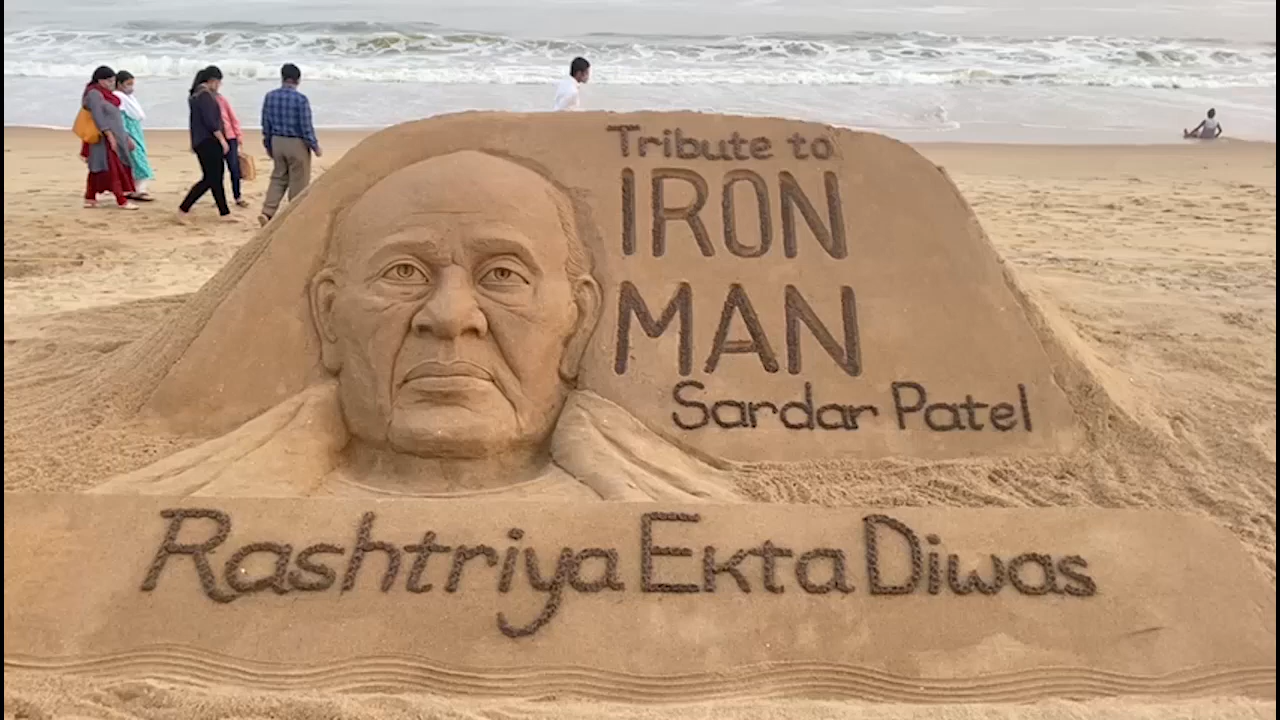 Tribute to
IRON
MAN
Sardar Patel
Rashtriya Ekta Diwas